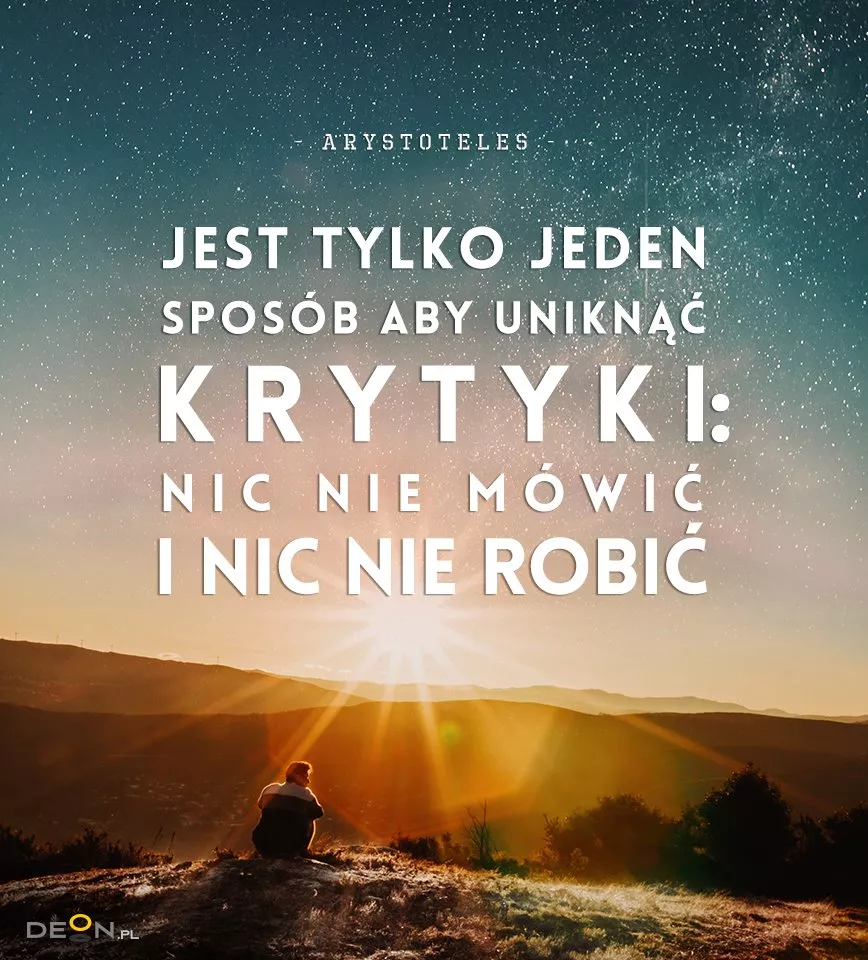 - ARYSTOTELES -
JEST TYLKO JEDEN
SPOSÓB ABY UNIKNĄĆ
KRYTYKI:
NIC NIE MÓWIĆ
I NIC NIE ROBIĆ
DEON.PL